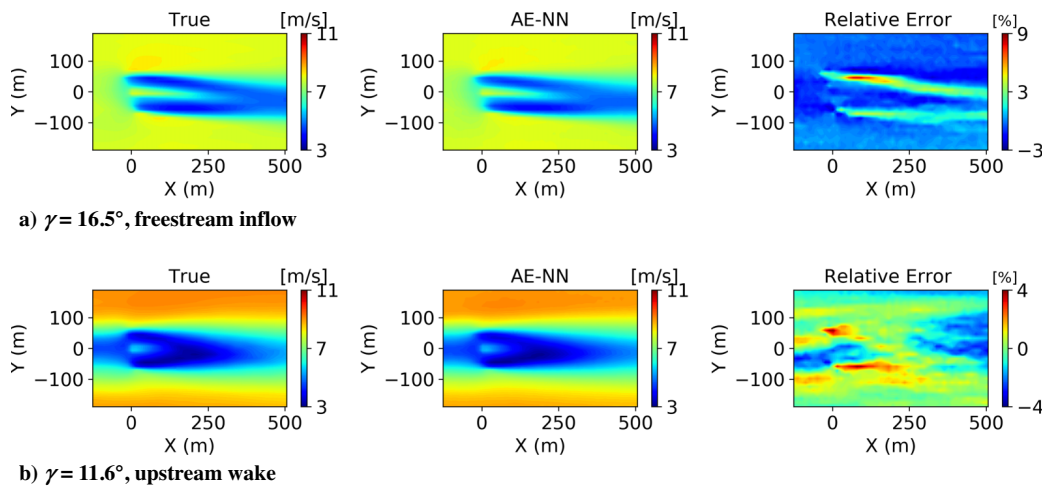 True [m/s] AE-NN [m/s] Relative Error [%]
11 11 9
100 100 100
Y (m) 0 7 Y (m) 0 7 Y (m) 0 3
−100 −100 −100
3 3 −3
0 250 500 0 250 500 0 250 500
X (m) X (m) X (m)
a) γ = 16.5°, freestream inflow
True [m/s] AE-NN [m/s] Relative Error [%]
11 11 4
100 100 100
Y (m) 0 7 Y (m) 0 7 Y (m) 0 0
−100 −100 −100
3 3 −4
0 250 500 0 250 500 0 250 500
X (m) X (m) X (m)
b) γ = 11.6°, upstream wake